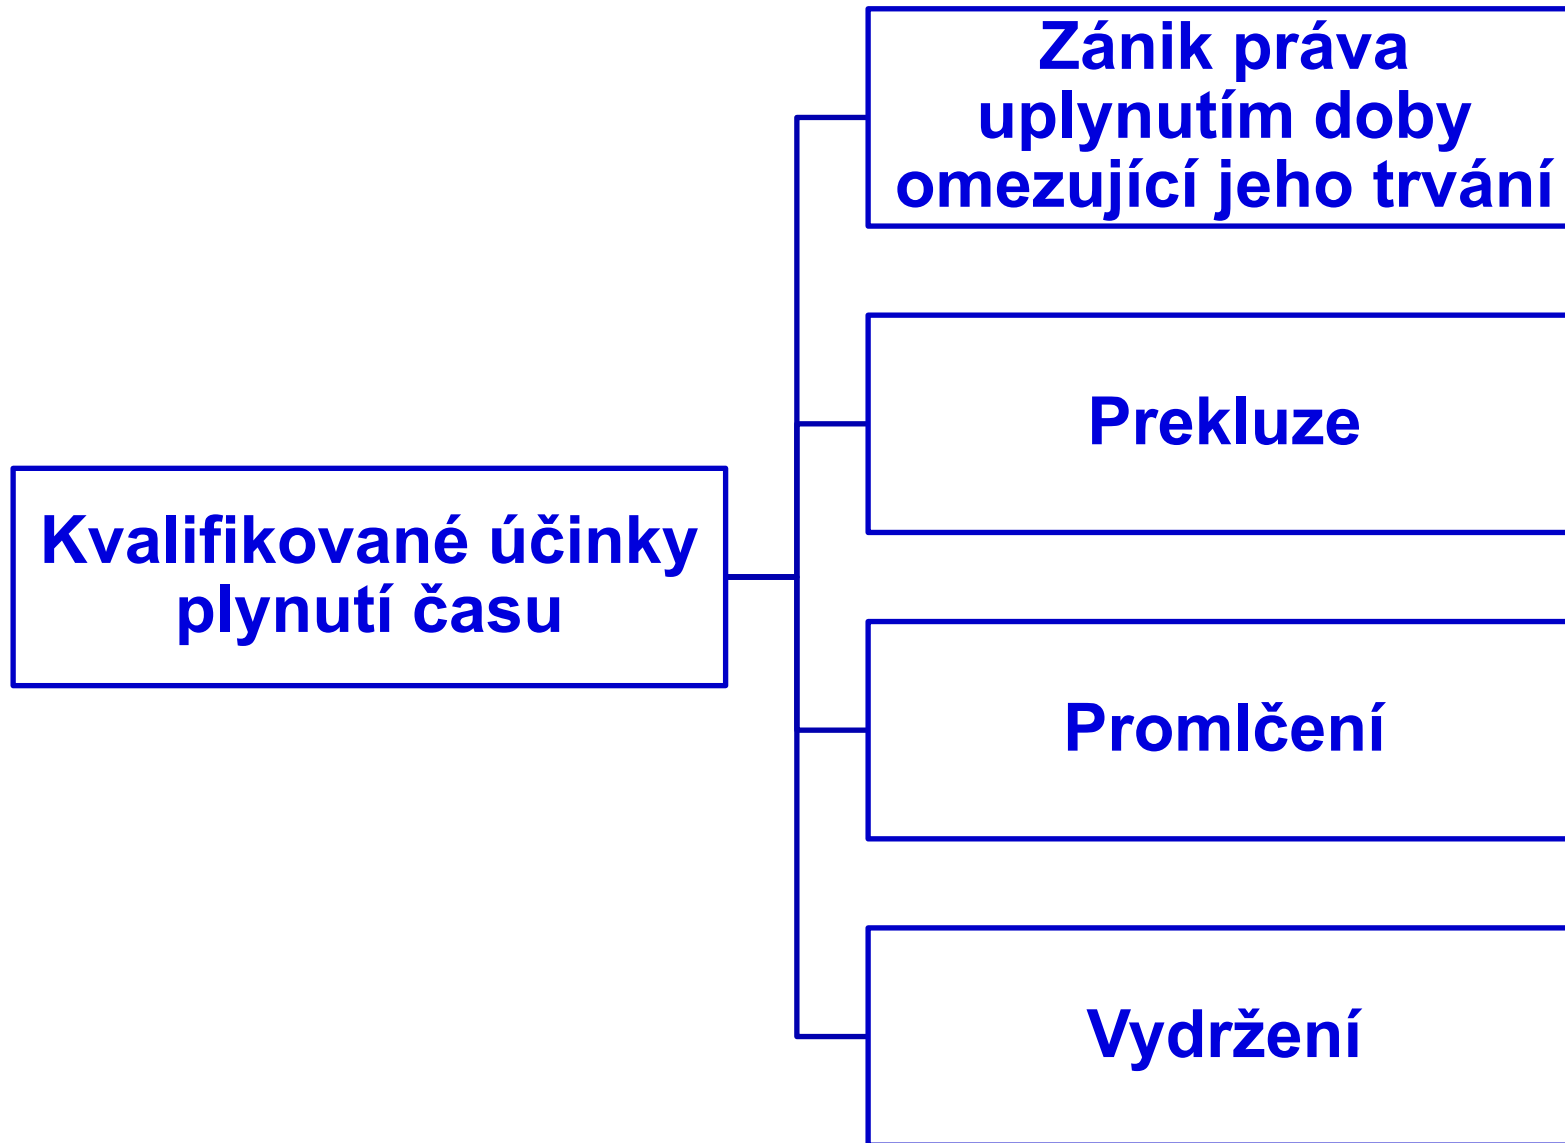 Zánik práva
uplynutím doby
omezující jeho trvání
Prekluze
Kvalifikované účinky
plynutí času
Promlčení
Vydržení